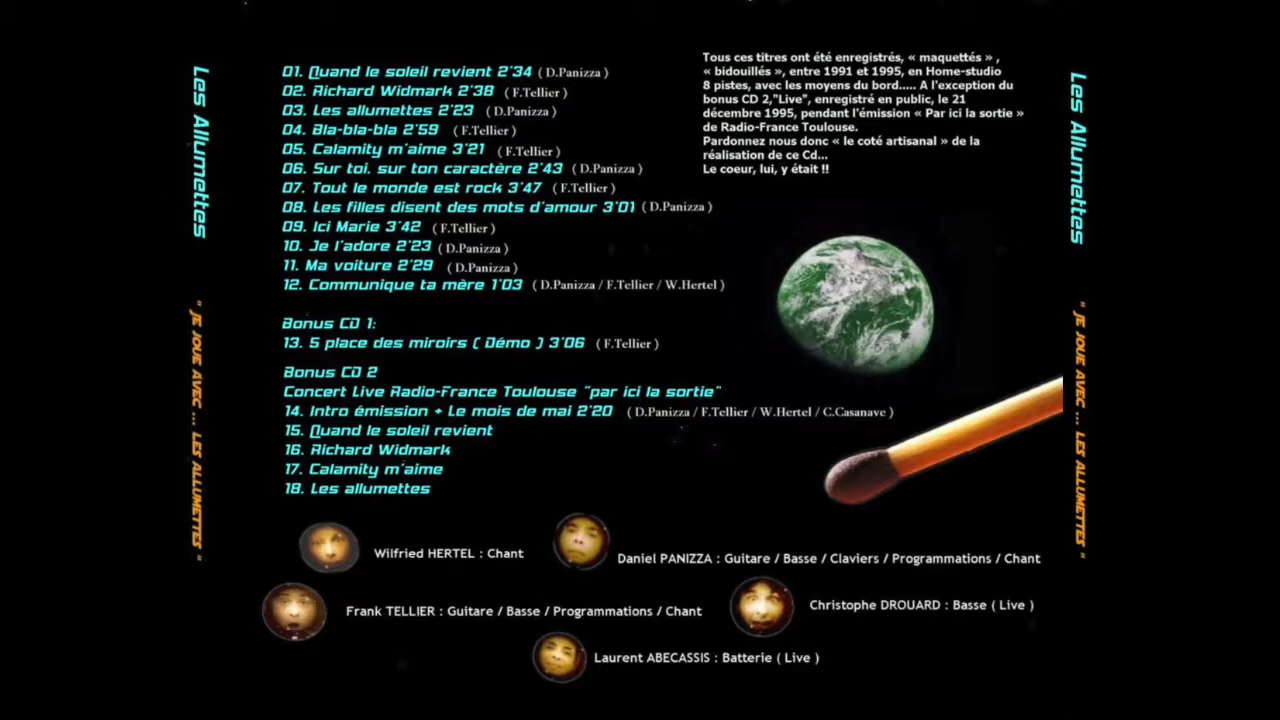 Les Allumettes
" JE JOUE AVEC ... LES ALLUMETTES "
01. Quand le soleil revient 2'34 ( D.Panizza )
02. Richard Widmark 2'38 ( F.Tellier )
03. Les allumettes 2'23 ( D.Panizza )
04. Bla-bla-bla 2'59 ( F.Tellier )
05. Calamity m'aime 3'21 ( F.Tellier )
06. Sur toi, sur ton caractère 2'43 ( D.Panizza )
07. Tout le monde est rock 3'47 ( F.Tellier )
08. Les filles disent des mots d'amour 3'01 ( D.Panizza )
09. Ici Marie 3'42 ( F.Tellier )
10. Je l'adore 2'23 ( D.Panizza )
11. Ma voiture 2'29 ( D.Panizza )
12. Communique ta mère 1'03 ( D.Panizza / F.Tellier / W.Hertel )
Bonus CD 1:
13. 5 place des miroirs ( Démo ) 3'06 ( F.Tellier )
Bonus CD 2
Concert Live Radio-France Toulouse "par ici la sortie"
14. Intro émission + Le mois de mai 2'20 ( D.Panizza / F.Tellier / W.Hertel / C.Casanave )
15. Quand le soleil revient
16. Richard Widmark
17. Calamity m'aime
18. Les allumettes
Tous ces titres ont été enregistrés, « maquettés » ,
« bidouillés », entre 1991 et 1995, en Home-studio
8 pistes, avec les moyens du bord..... A l'exception du
bonus CD 2,"Live", enregistré en public, le 21
décembre 1995, pendant l'émission « Par ici la sortie »
de Radio-France Toulouse.
Pardonnez nous donc « le coté artisanal » de la
réalisation de ce Cd...
Le coeur, lui, y était !!
Wilfried HERTEL : Chant
Daniel PANIZZA : Guitare / Basse / Claviers / Programmations / Chant
Frank TELLIER : Guitare / Basse / Programmations / Chant
Christophe DROUARD : Basse ( Live )
Laurent ABECASSIS : Batterie ( Live )
Les Allumettes
" JE JOUE AVEC ... LES ALLUMETTES "